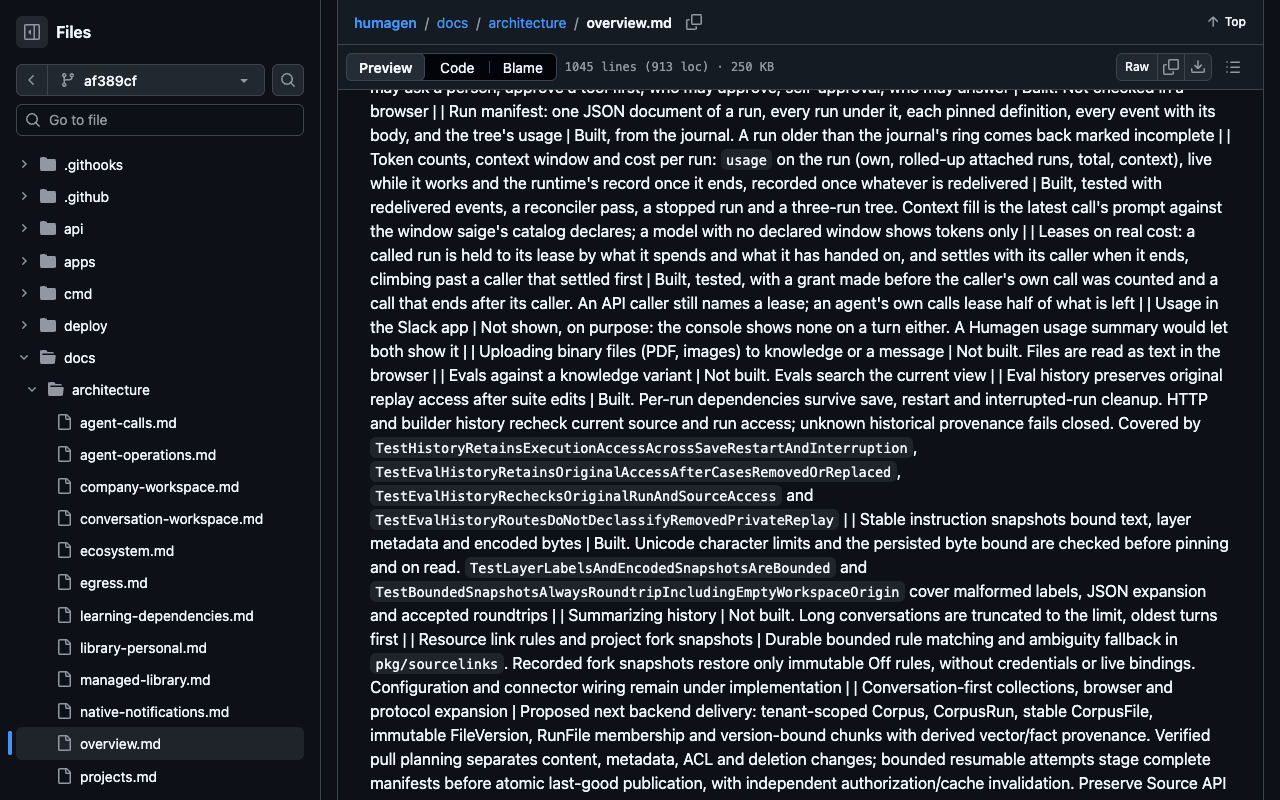 Files
af389cf
Go to file
.githooks
.github
api
apps
cmd
deploy
docs
architecture
agent-calls.md
agent-operations.md
company-workspace.md
conversation-workspace.md
ecosystem.md
egress.md
learning-dependencies.md
library-personal.md
managed-library.md
native-notifications.md
overview.md
projects.md
humagen / docs / architecture / overview.md
Top
Preview Code Blame 1045 lines (913 loc) · 250 KB Raw
may ask a person, approve a tool first, who may approve, self-approval, who may answer | Built. Not checked in a
browser | | Run manifest: one JSON document of a run, every run under it, each pinned definition, every event with its
body, and the tree's usage | Built, from the journal. A run older than the journal's ring comes back marked incomplete | |
Token counts, context window and cost per run: usage on the run (own, rolled-up attached runs, total, context), live
while it works and the runtime's record once it ends, recorded once whatever is redelivered | Built, tested with
redelivered events, a reconciler pass, a stopped run and a three-run tree. Context fill is the latest call's prompt against
the window saige's catalog declares; a model with no declared window shows tokens only | | Leases on real cost: a
called run is held to its lease by what it spends and what it has handed on, and settles with its caller when it ends,
climbing past a caller that settled first | Built, tested, with a grant made before the caller's own call was counted and a
call that ends after its caller. An API caller still names a lease; an agent's own calls lease half of what is left | | Usage in
the Slack app | Not shown, on purpose: the console shows none on a turn either. A Humagen usage summary would let
both show it | | Uploading binary files (PDF, images) to knowledge or a message | Not built. Files are read as text in the
browser | | Evals against a knowledge variant | Not built. Evals search the current view | | Eval history preserves original
replay access after suite edits | Built. Per-run dependencies survive save, restart and interrupted-run cleanup. HTTP
and builder history recheck current source and run access; unknown historical provenance fails closed. Covered by
TestHistoryRetainsExecutionAccessAcrossSaveRestartAndInterruption,
TestEvalHistoryRetainsOriginalAccessAfterCasesRemovedOrReplaced,
TestEvalHistoryRechecksOriginalRunAndSourceAccess and
TestEvalHistoryRoutesDoNotDeclassifyRemovedPrivateReplay | | Stable instruction snapshots bound text, layer
metadata and encoded bytes | Built. Unicode character limits and the persisted byte bound are checked before pinning
and on read. TestLayerLabelsAndEncodedSnapshotsAreBounded and
TestBoundedSnapshotsAlwaysRoundtripIncludingEmptyWorkspaceOrigin cover malformed labels, JSON expansion
and accepted roundtrips | | Summarizing history | Not built. Long conversations are truncated to the limit, oldest turns
first | | Resource link rules and project fork snapshots | Durable bounded rule matching and ambiguity fallback in
pkg/sourcelinks. Recorded fork snapshots restore only immutable Off rules, without credentials or live bindings.
Configuration and connector wiring remain under implementation | | Conversation-first collections, browser and
protocol expansion | Proposed next backend delivery: tenant-scoped Corpus, CorpusRun, stable CorpusFile,
immutable FileVersion, RunFile membership and version-bound chunks with derived vector/fact provenance. Verified
pull planning separates content, metadata, ACL and deletion changes; bounded resumable attempts stage complete
manifests before atomic last-good publication, with independent authorization/cache invalidation. Preserve Source API